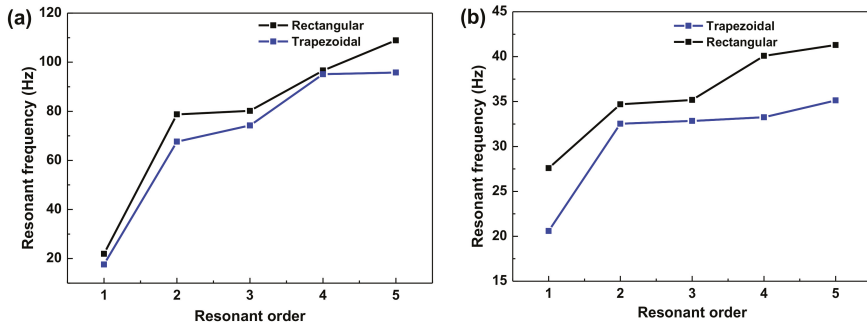 (a)
120
100
80
60
40
20
Resonant frequency (Hz)
Rectangular
Trapezoidal
1 2 3 4 5
Resonant order
(b)
45
40
35
30
25
20
15
Resonant frequency (Hz)
Trapezoidal
Rectangular
1 2 3 4 5
Resonant order